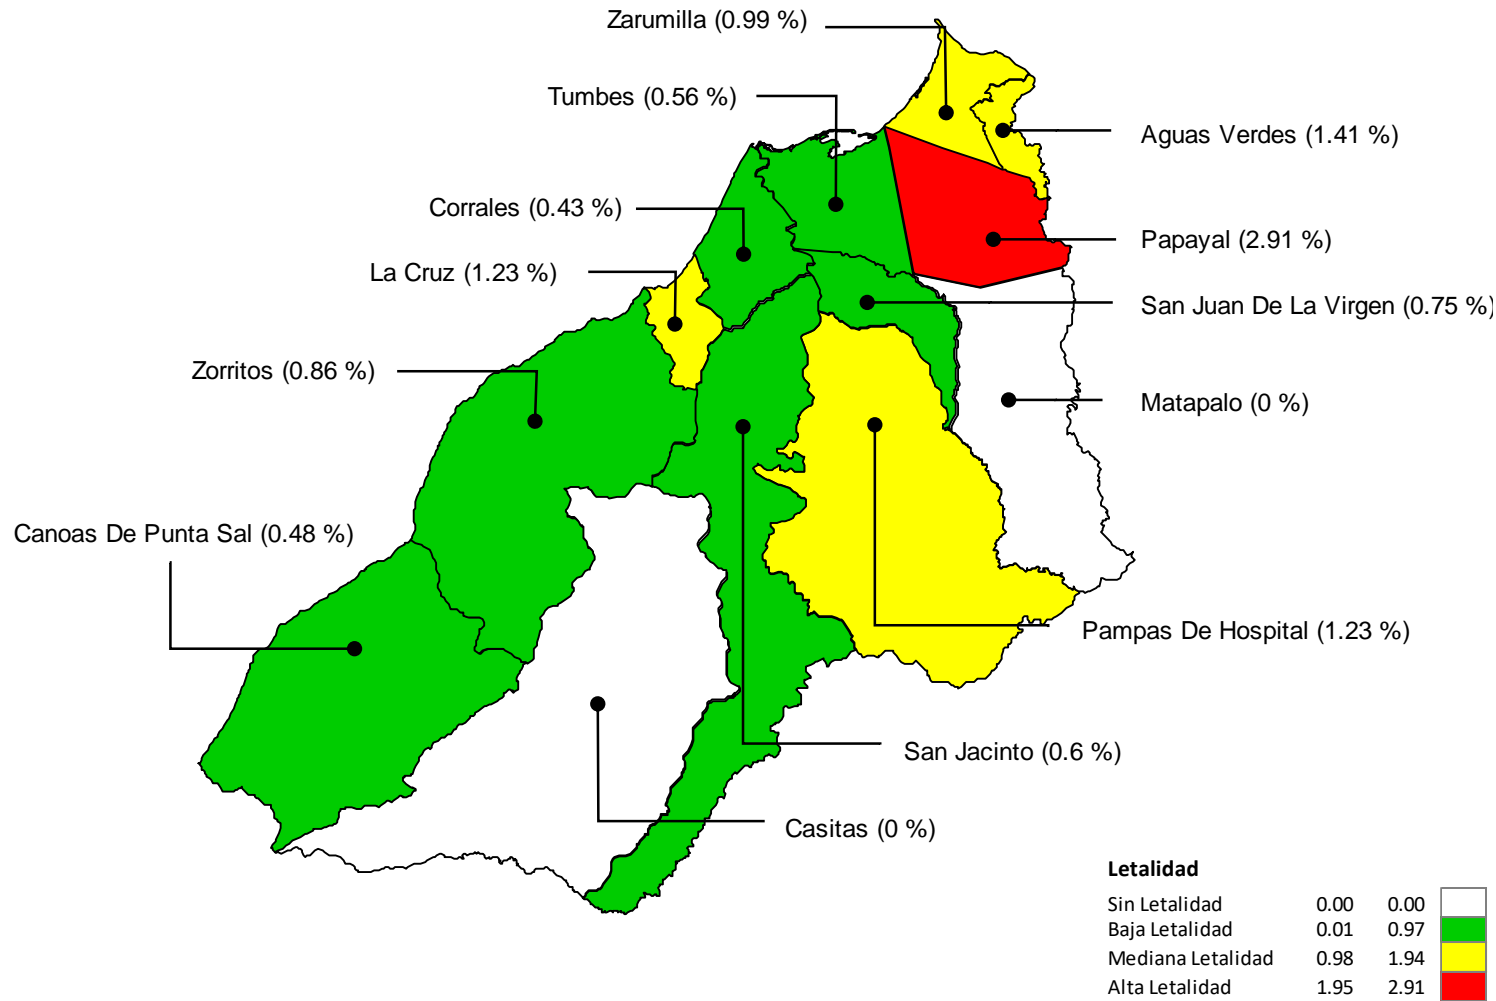 Zarumilla (0.99 %)
Tumbes (0.56 %)
Aguas Verdes (1.41 %)
Corrales (0.43 %)
Papayal (2.91 %)
La Cruz (1.23 %)
San Juan De La Virgen (0.75 %)
Zorritos (0.86 %)
Matapalo (0 %)
Canoas De Punta Sal (0.48 %)
Pampas De Hospital (1.23 %)
San Jacinto (0.6 %)
Casitas (0 %)
Letalidad
Sin Letalidad 0.00 0.00
Baja Letalidad 0.01 0.97
Mediana Letalidad 0.98 1.94
Alta Letalidad 1.95 2.91